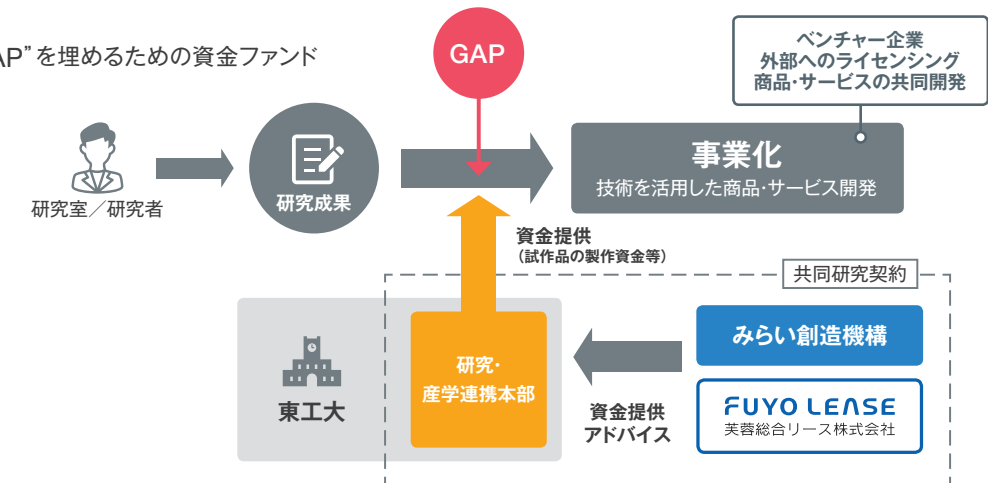 AP”を埋めるための資金ファンド
GAP
ベンチャー企業
外部へのライセンシング
商品・サービスの共同開発
研究室／研究者
研究成果
事業化
技術を活用した商品・サービス開発
資金提供
（試作品の製作資金等）
共同研究契約
東工大
研究・
産学連携本部
資金提供
アドバイス
みらい創造機構
FUYO LEASE
芙蓉総合リース株式会社